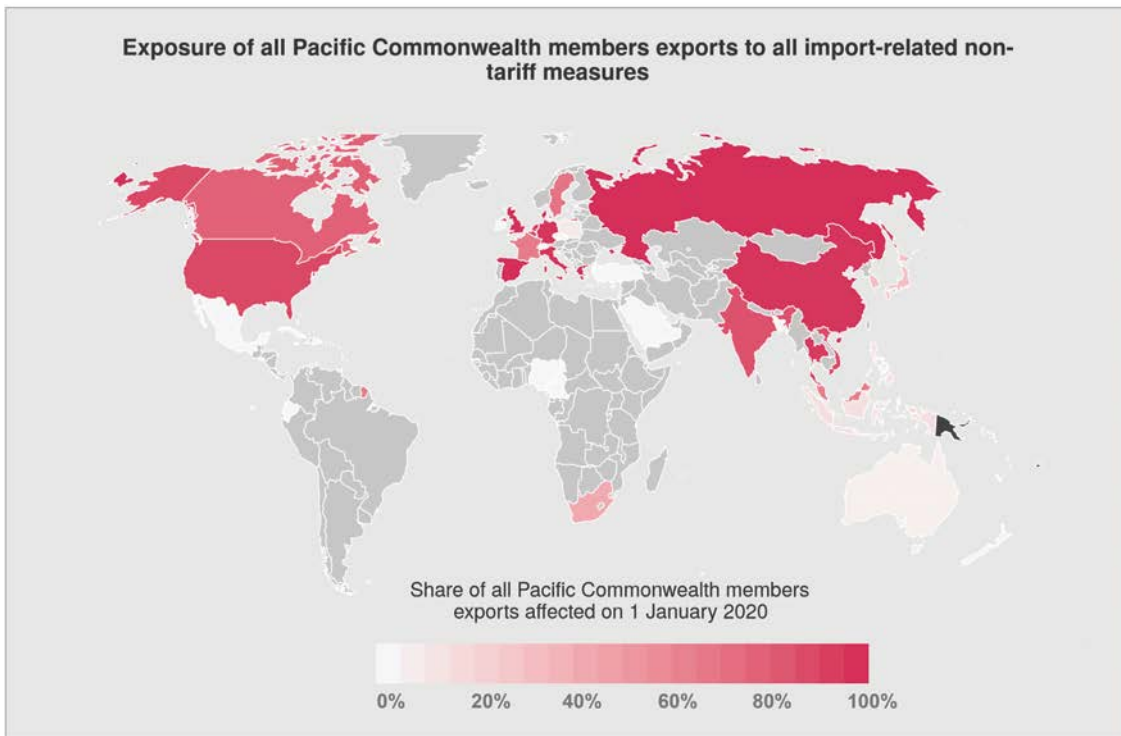 Exposure of all Pacific Commonwealth members exports to all import-related non-
tariff measures
Share of all Pacific Commonwealth members
exports affected on 1 January 2020
0% 20% 40% 60% 80% 100%